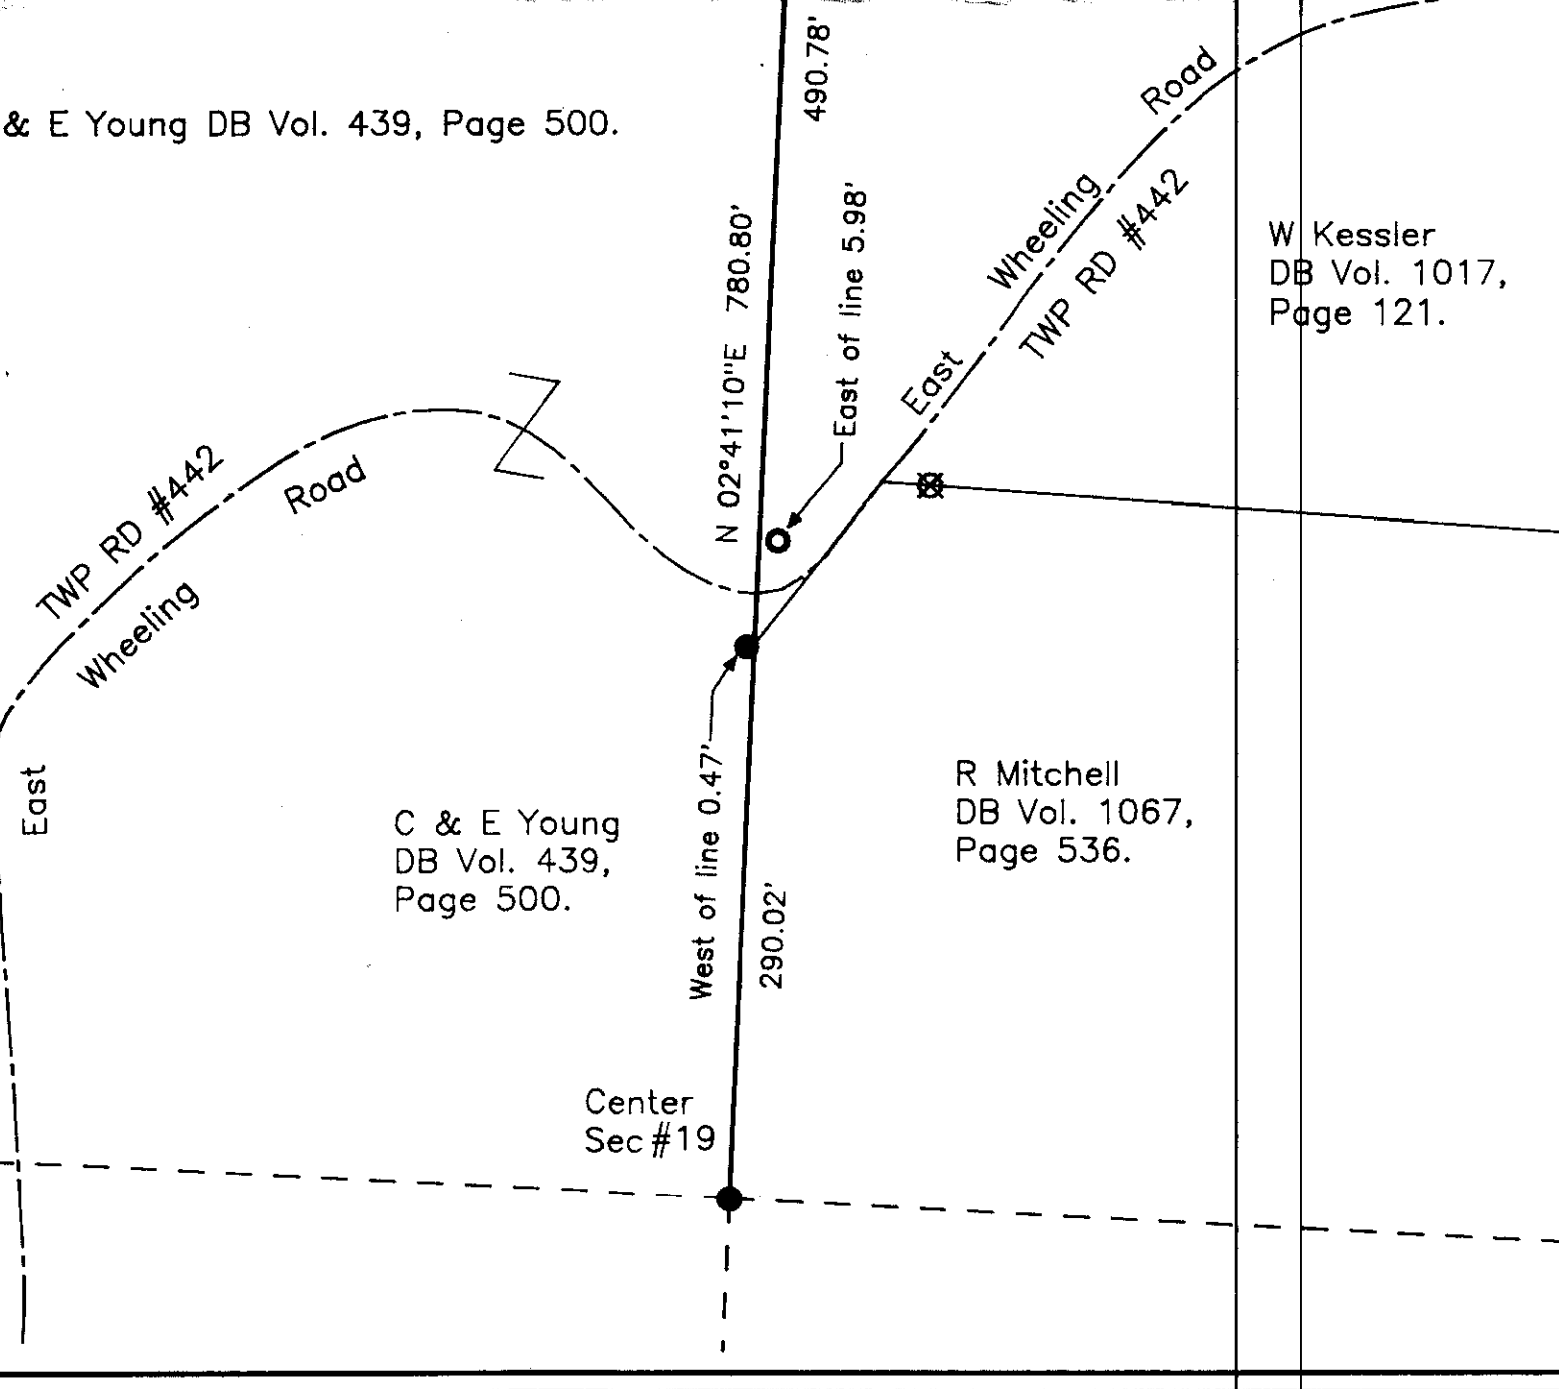 490.78'
& E Young DB Vol. 439, Page 500.
Road
Wheeling
East
TWP RD #442
W Kessler
DB Vol. 1017,
Page 121.
N 02°41'10"E 780.80'
East of line 5.98'
TWP RD #442
Road
Wheeling
East
West of line 0.47'
290.02'
C & E Young
DB Vol. 439,
Page 500.
R Mitchell
DB Vol. 1067,
Page 536.
Center
Sec #19